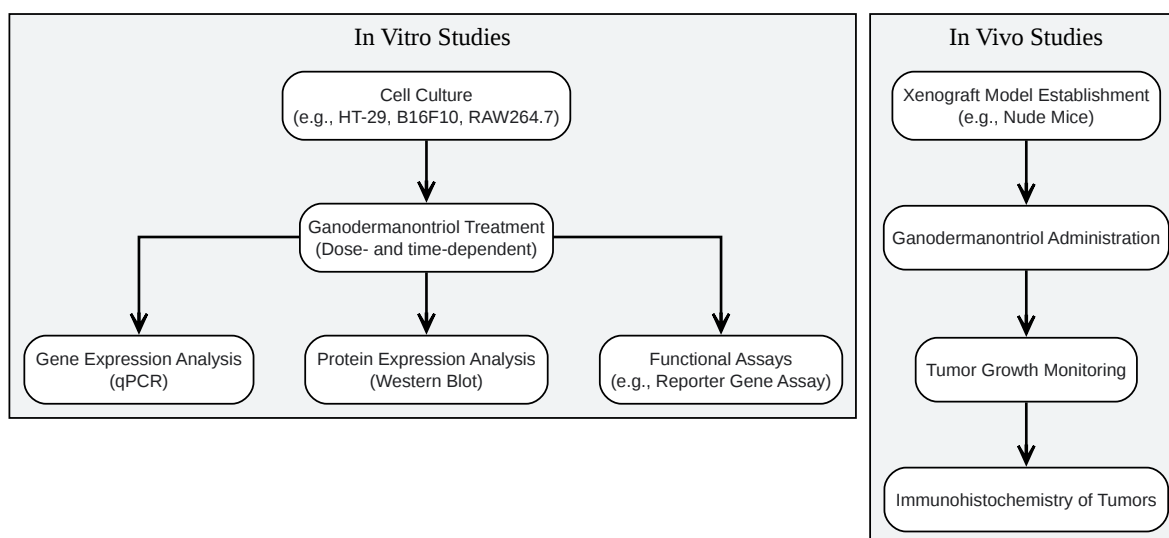 In Vitro Studies
Cell Culture
(e.g., HT-29, B16F10, RAW264.7)
Ganodermanontriol Treatment
(Dose- and time-dependent)
Gene Expression Analysis
(qPCR)
Protein Expression Analysis
(Western Blot)
Functional Assays
(e.g., Reporter Gene Assay)
In Vivo Studies
Xenograft Model Establishment
(e.g., Nude Mice)
Ganodermanontriol Administration
Tumor Growth Monitoring
Immunohistochemistry of Tumors